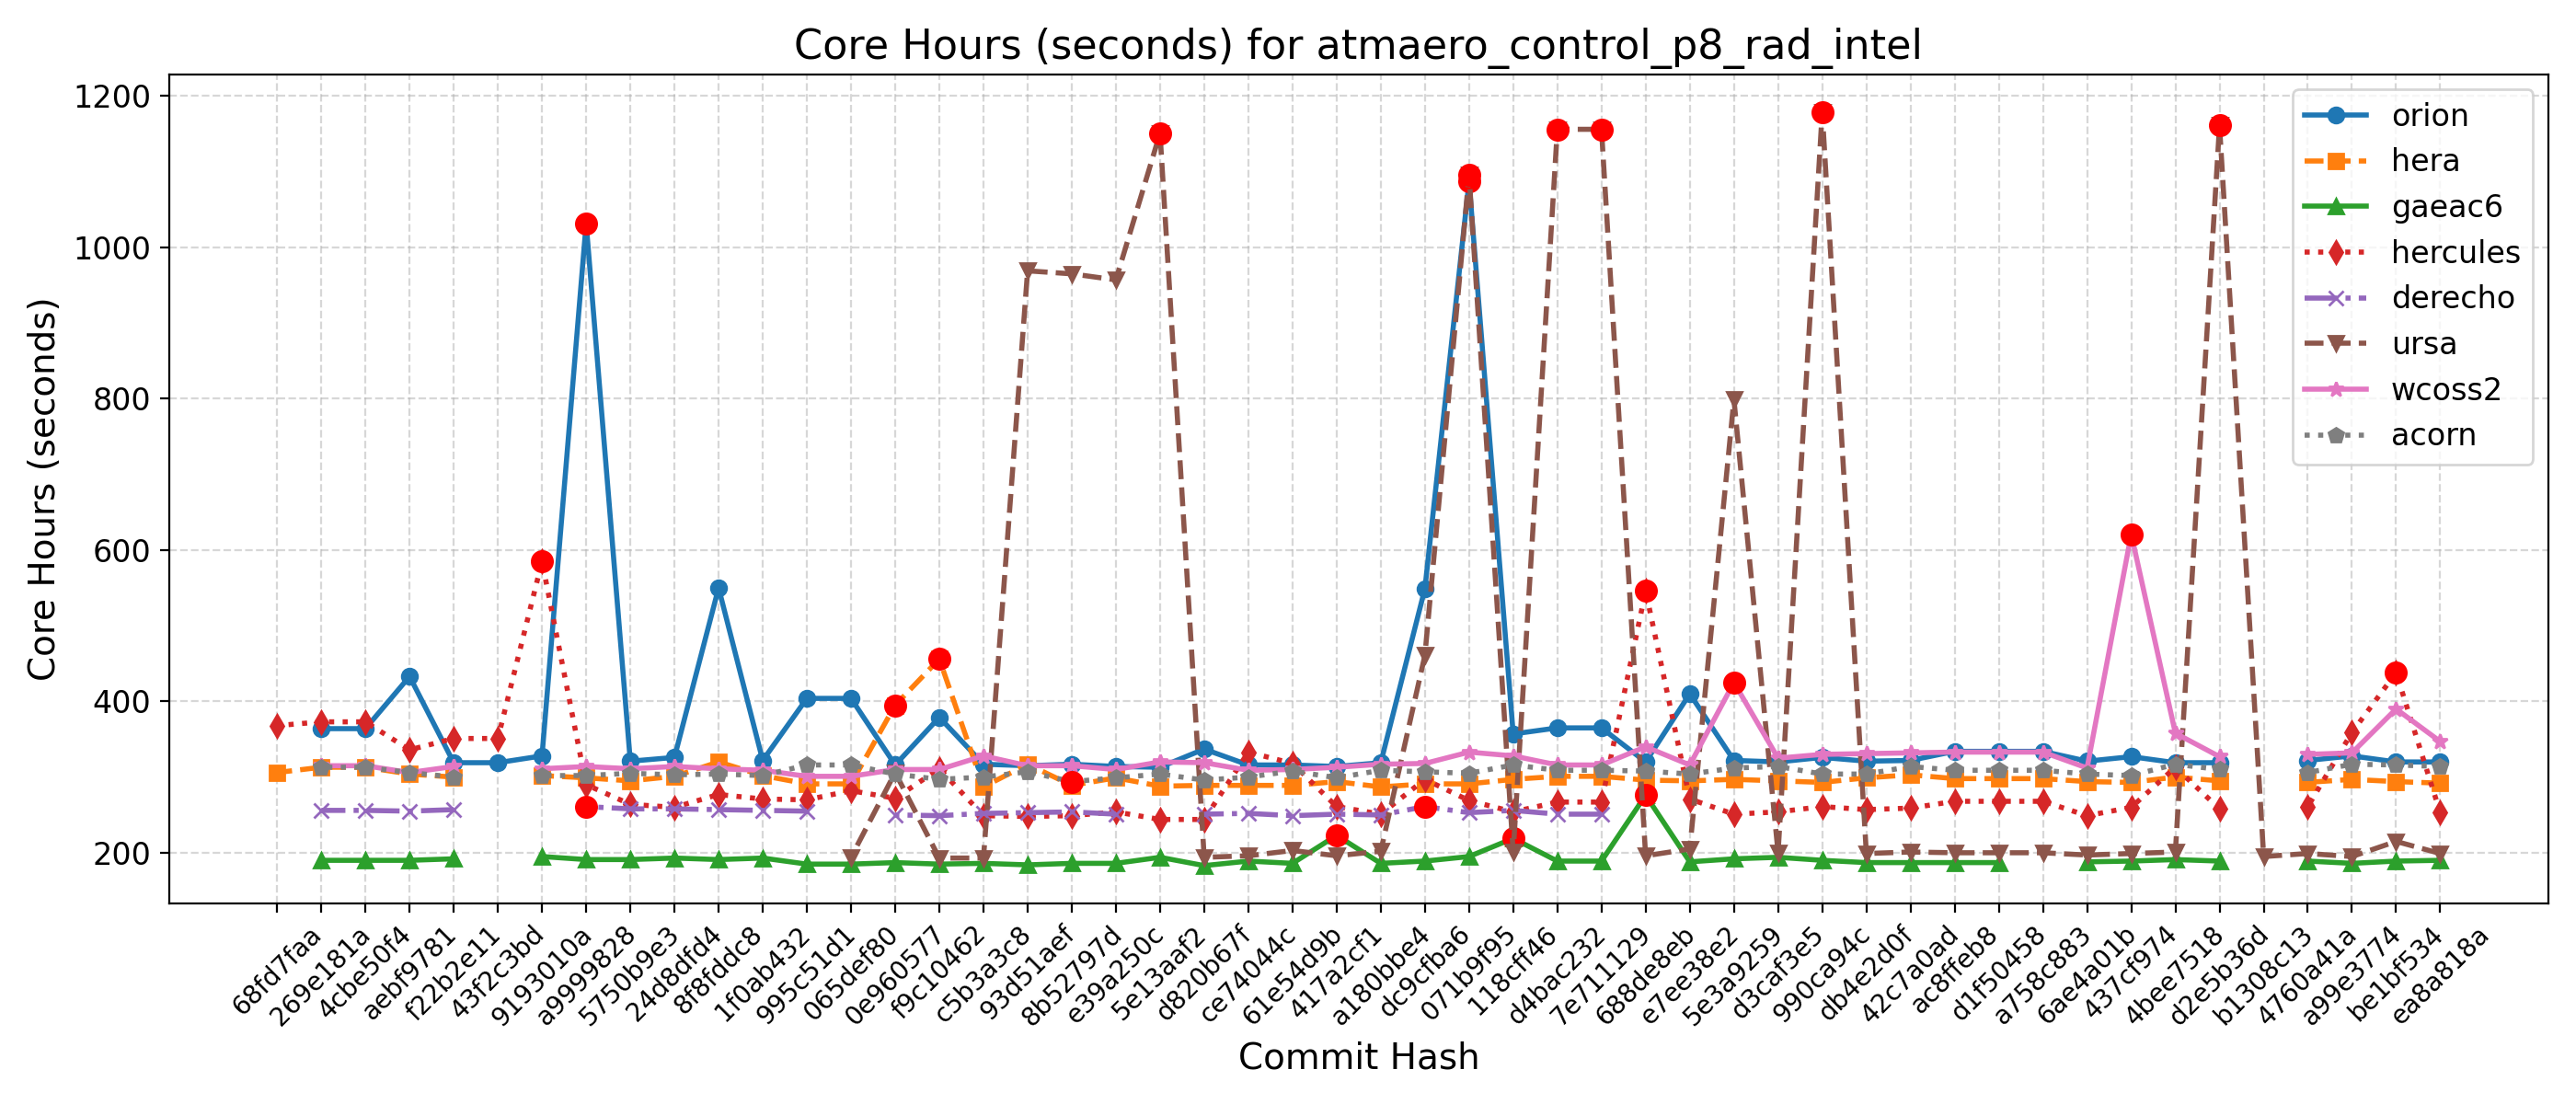 Core Hours (seconds) for atmaero_control_p8_rad_intel
Core Hours (seconds)
1200
1000
800
600
400
200
orion
hera
gaeac6
hercules
derecho
ursa
wcoss2
acorn
68fd7faa
269e181a
4cbe50f4
aebf9781
f22b2e11
43f2c3bd
9193010a
a9999828
5750b9e3
24d8dfd4
8f8fddc8
1f0ab432
995c51d1
065def80
0e960577
f9c10462
c5b3a3c8
93d51aef
8b52797d
e39a250c
5e13aaf2
d820b67f
ce74044c
61e54d9b
417a2cf1
a180bbe4
dc9cfba6
071b9f95
118cff46
d4bac232
7e711129
688de8eb
e7ee38e2
5e3a9259
d3caf3e5
990ca94c
db4e2d0f
42c7a0ad
ac8ffeb8
d1f50458
a758c883
6ae4a01b
437cf974
4bee7518
d2e5b36d
b1308c13
4760a41a
a99e3774
be1bf534
ea8a818a
Commit Hash